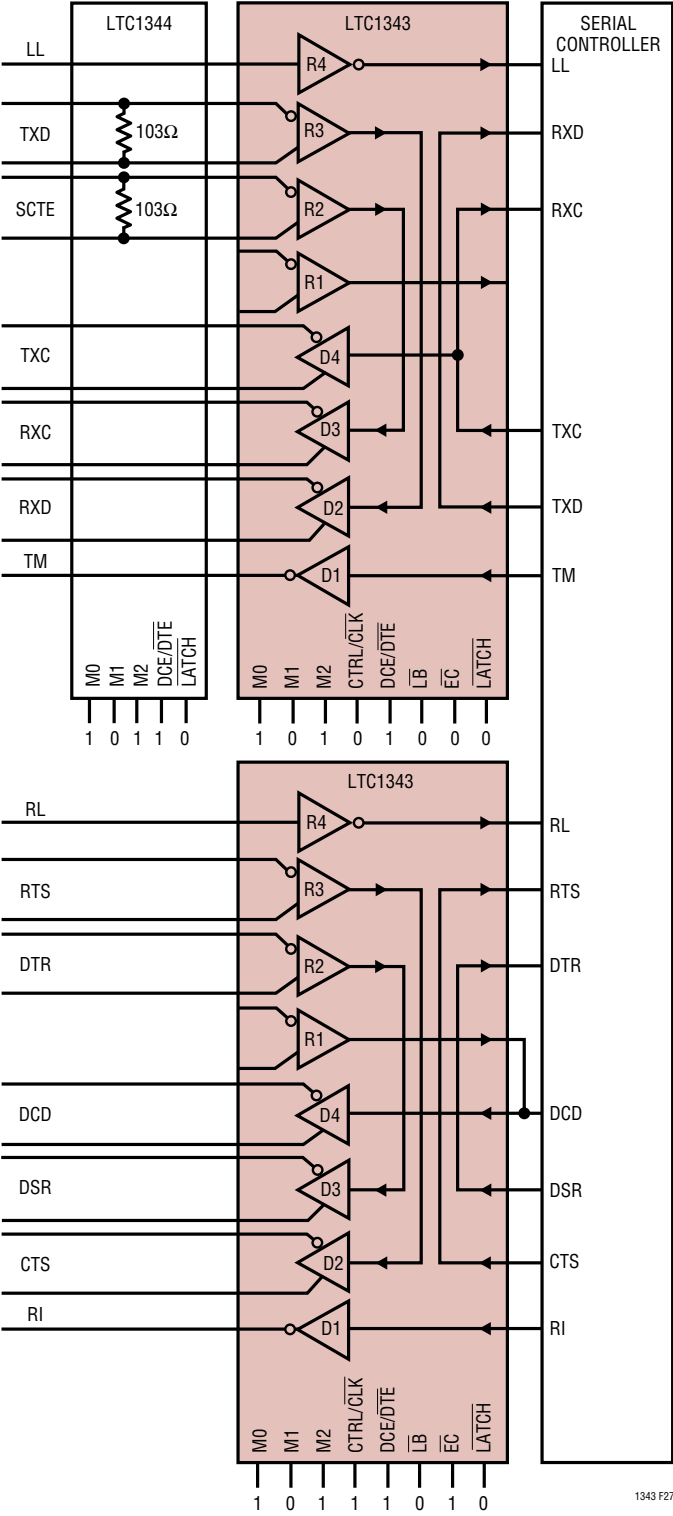 LTC1344
LTC1343
SERIAL
CONTROLLER
LL
R4
LL
TXD
103Ω
R3
RXD
SCTE
103Ω
R2
RXC
R1
TXC
D4
RXC
D3
TXC
RXD
D2
TXD
TM
D1
TM
M0
M1
M2
DCE/DTE
LATCH
M0
M1
M2
CTRL/CLK
DCE/DTE
LB
EC
LATCH
1 0 1 1 0
1 0 1 0 1 0 0 0
LTC1343
RL
R4
RL
RTS
R3
RTS
DTR
R2
DTR
R1
DCD
D4
DCD
DSR
D3
DSR
CTS
D2
CTS
RI
D1
RI
M0
M1
M2
CTRL/CLK
DCE/DTE
LB
EC
LATCH
1 0 1 1 1 0 1 0
1343 F27